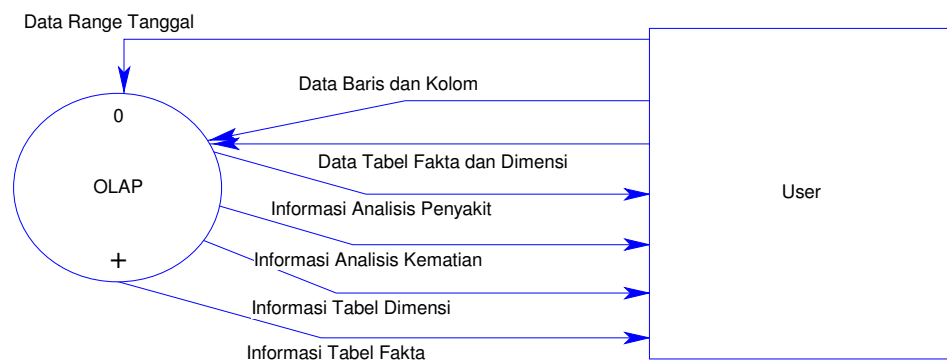 Data Range Tanggal
Data Baris dan Kolom
0
Data Tabel Fakta dan Dimensi
OLAP
User
Informasi Analisis Penyakit
+
Informasi Analisis Kematian
Informasi Tabel Dimensi
Informasi Tabel Fakta